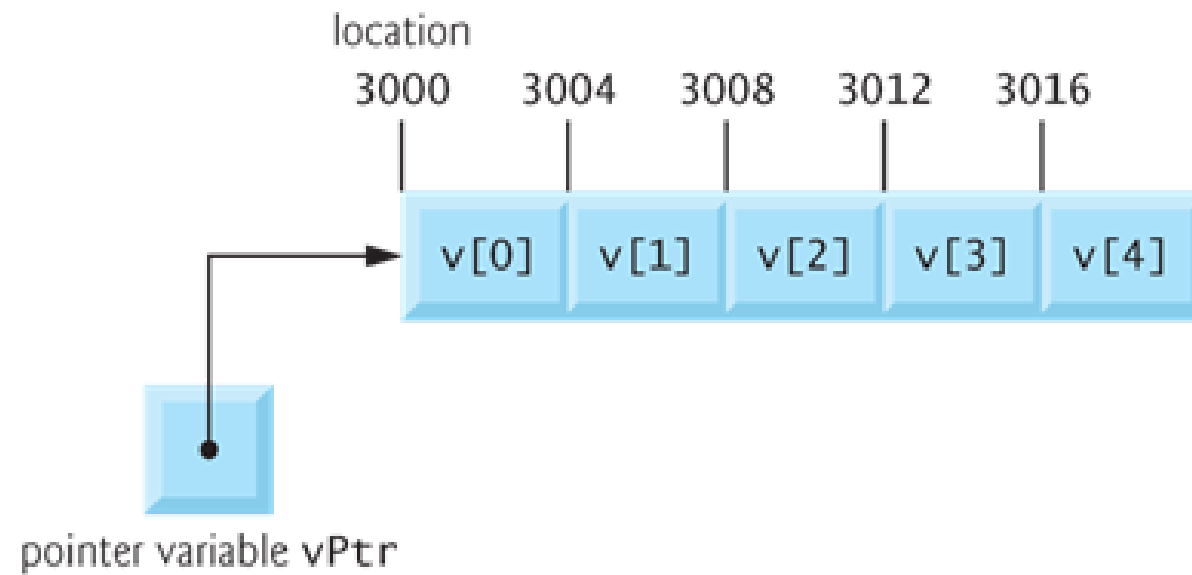 location
3000 3004 3008 3012 3016
v[0] v[1] v[2] v[3] v[4]
pointer variable vPtr